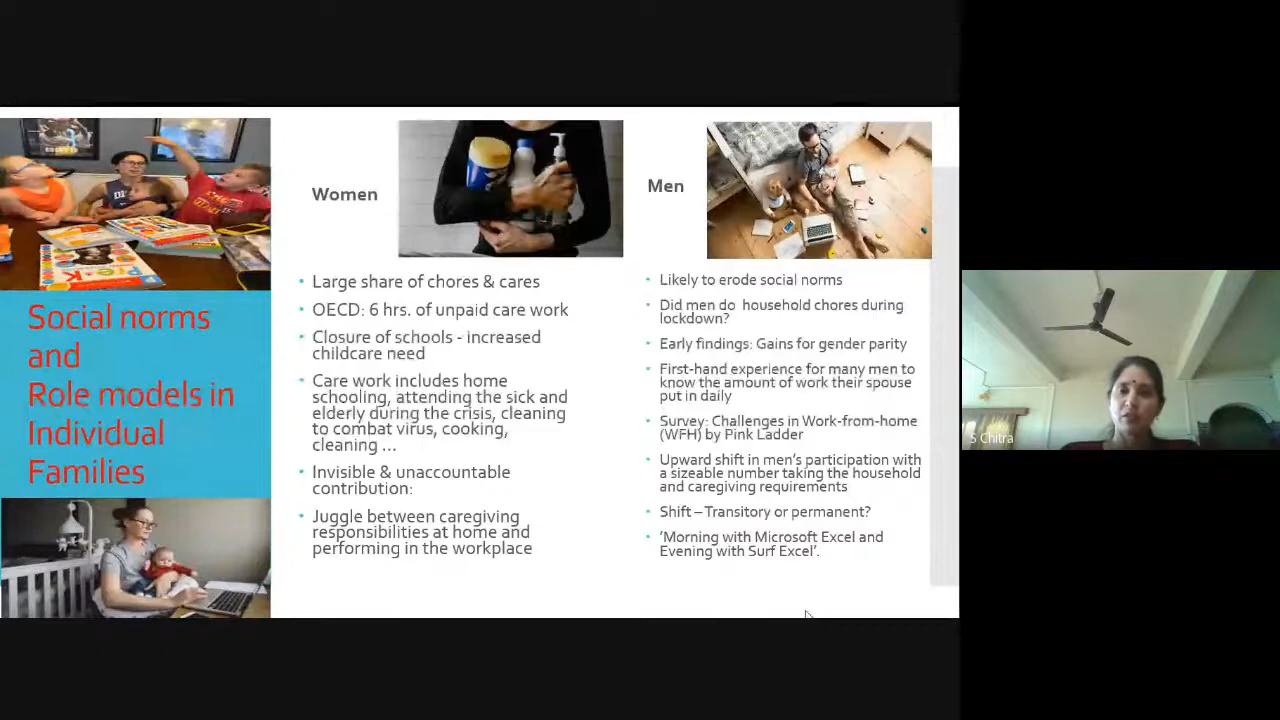 Social norms
and
Role models in
Individual
Families
Women
• Large share of chores & cares
• OECD: 6 hrs. of unpaid care work
• Closure of schools - increased
childcare need
• Care work includes home
schooling, attending the sick and
elderly during the crisis, cleaning
to combat virus, cooking,
cleaning ...
• Invisible & unaccountable
contribution:
• Juggle between caregiving
responsibilities at home and
performing in the workplace
Men
• Likely to erode social norms
• Did men do household chores during
lockdown?
• Early findings: Gains for gender parity
• First-hand experience for many men to
know the amount of work their spouse
put in daily
• Survey: Challenges in Work-from-home
(WFH) by Pink Ladder
• Upward shift in men's participation with
a sizeable number taking the household
and caregiving requirements
• Shift – Transitory or permanent?
• 'Morning with Microsoft Excel and
Evening with Surf Excel'.
S Chitra